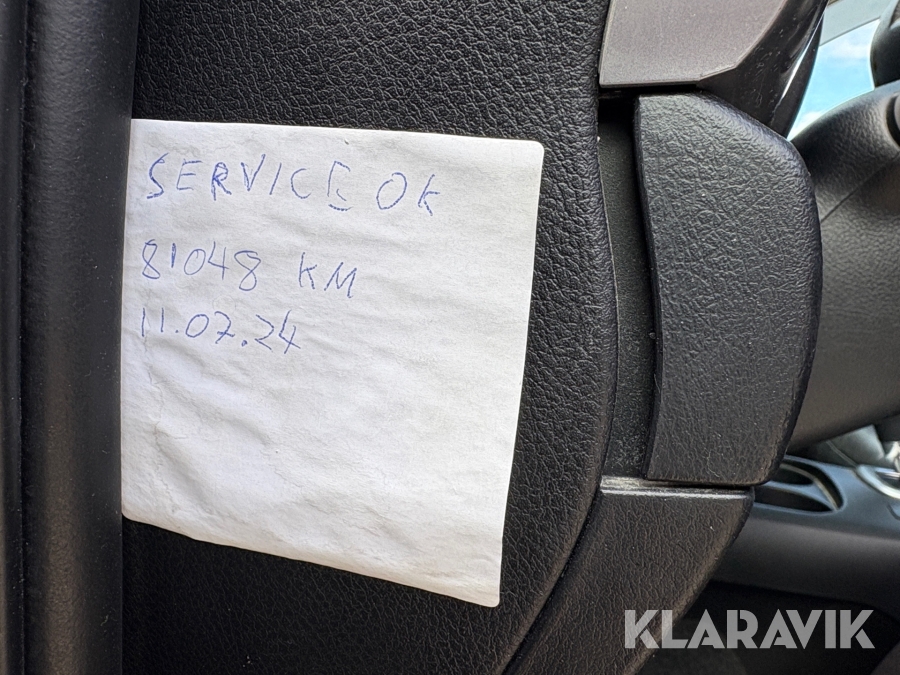 SERVICE OK
81048 KM
11.07.24
KLARAVIK